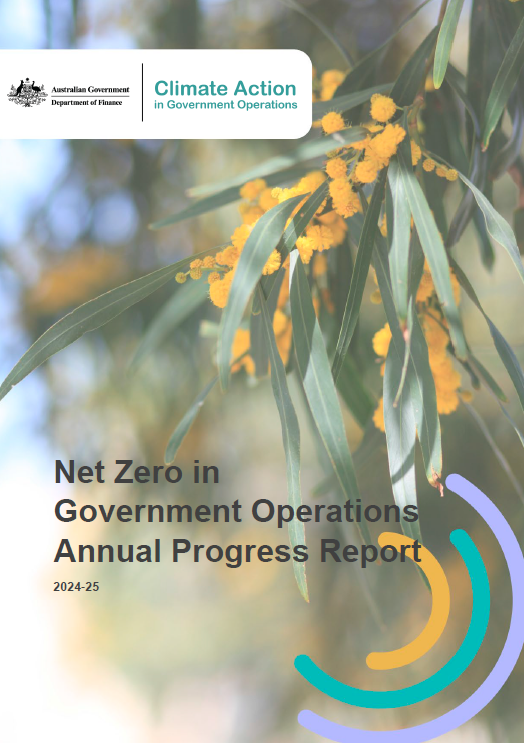 Australian Government
Department of Finance
Climate Action
in Government Operations
Net Zero in
Government Operations
Annual Progress Report
2024-25